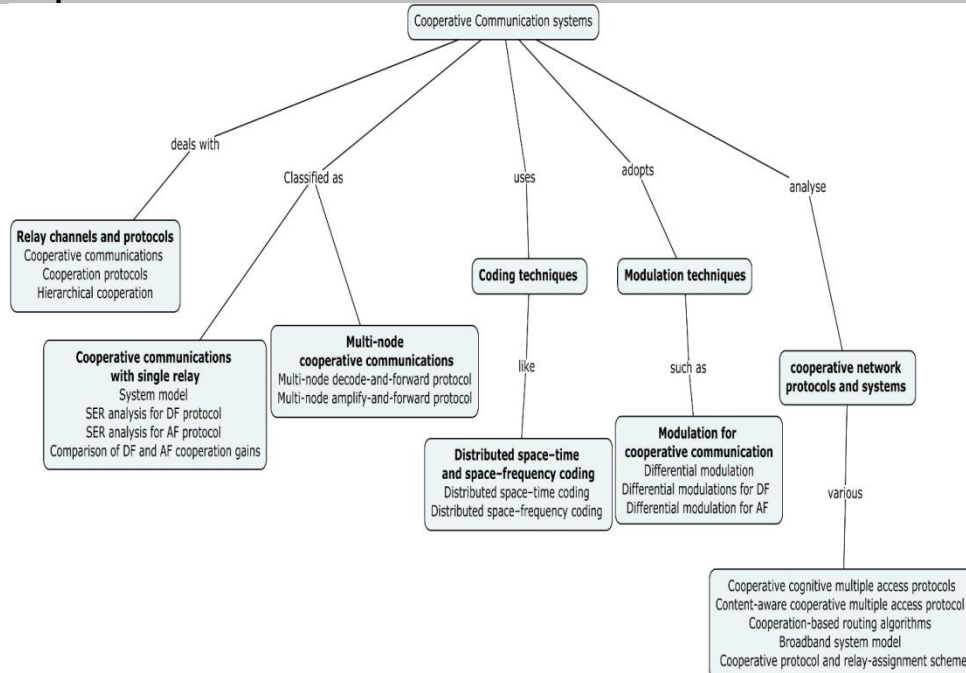 Cooperative Communication systems
deals with
Classified as
uses
adopts
analyse
Relay channels and protocols
Cooperative communications
Cooperation protocols
Hierarchical cooperation
Cooperative communications
with single relay
System model
SER analysis for DF protocol
SER analysis for AF protocol
Comparison of DF and AF cooperation gains
Multi-node
cooperative communications
Multi-node decode-and-forward protocol
Multi-node amplify-and-forward protocol
Coding techniques
like
Distributed space–time
and space–frequency coding
Distributed space–time coding
Distributed space–frequency coding
Modulation techniques
such as
Modulation for
cooperative communication
Differential modulation
Differential modulations for DF
Differential modulation for AF
cooperative network
protocols and systems
various
Cooperative cognitive multiple access protocols
Content-aware cooperative multiple access protocol
Cooperation-based routing algorithms
Broadband system model
Cooperative protocol and relay-assignment scheme